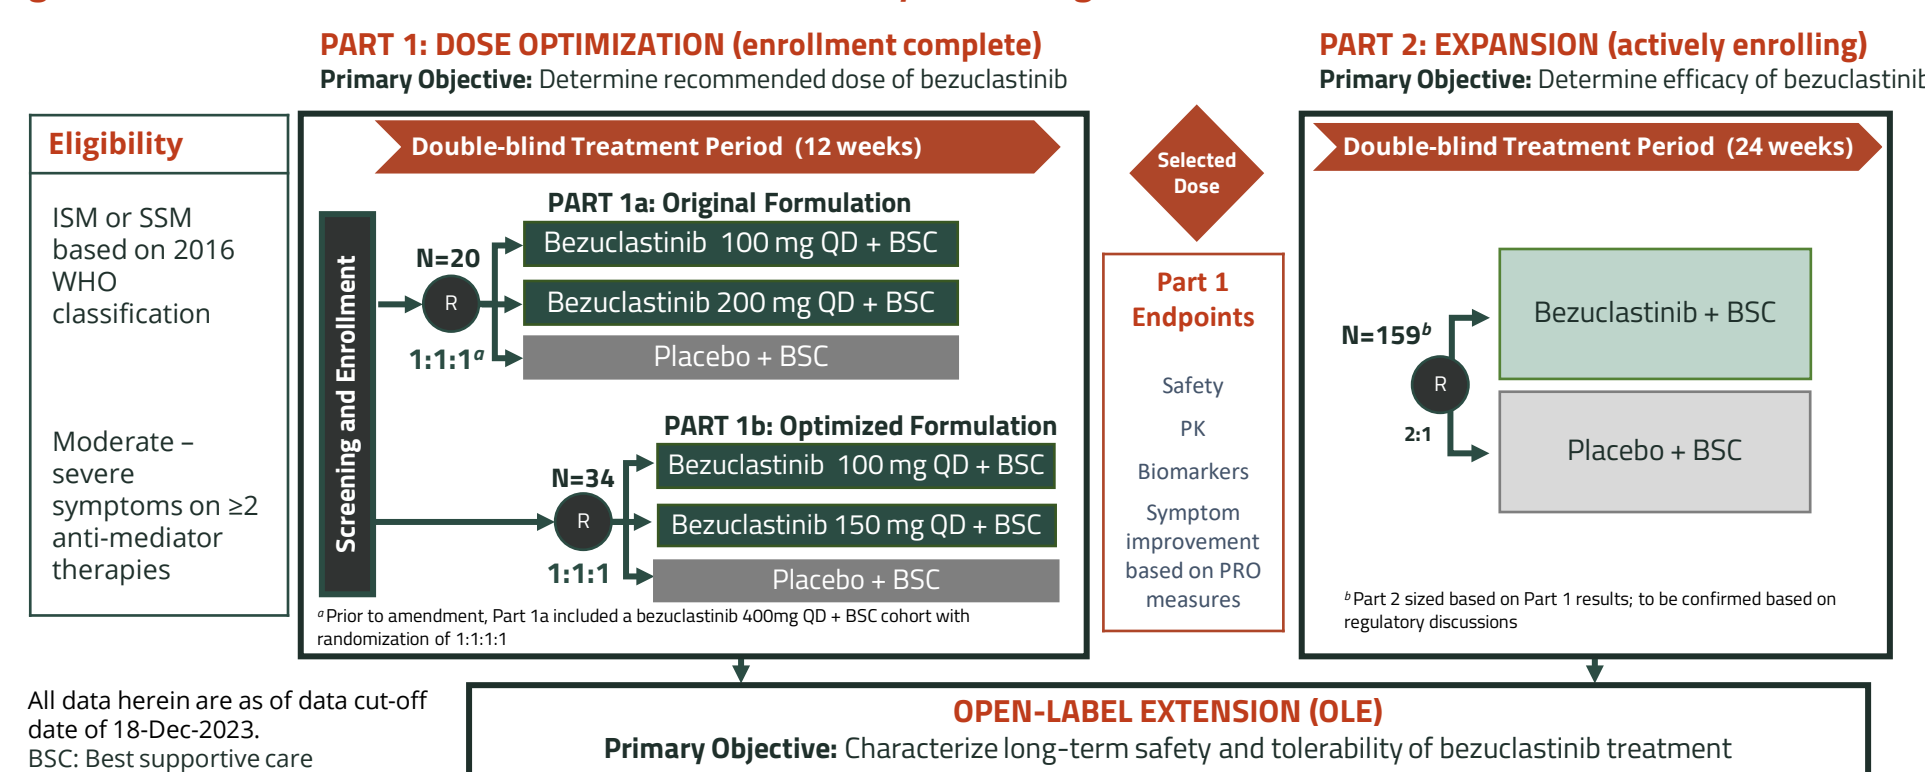 PART 1: DOSE OPTIMIZATION (enrollment complete)
Primary Objective: Determine recommended dose of bezuclastinib
PART 2: EXPANSION (actively enrolling)
Primary Objective: Determine efficacy of bezuclastinib
Eligibility
ISM or SSM
based on 2016
WHO
classification
Moderate –
severe
symptoms on ≥2
anti-mediator
therapies
Double-blind Treatment Period (12 weeks)
Screening and Enrollment
PART 1a: Original Formulation
N=20
R
1:1:1a
Bezuclastinib 100 mg QD + BSC
Bezuclastinib 200 mg QD + BSC
Placebo + BSC
PART 1b: Optimized Formulation
N=34
R
1:1:1
Bezuclastinib 100 mg QD + BSC
Bezuclastinib 150 mg QD + BSC
Placebo + BSC
a Prior to amendment, Part 1a included a bezuclastinib 400mg QD + BSC cohort with
randomization of 1:1:1:1
Selected
Dose
Part 1
Endpoints
Safety
PK
Biomarkers
Symptom
improvement
based on PRO
measures
Double-blind Treatment Period (24 weeks)
N=159b
R
2:1
Bezuclastinib + BSC
Placebo + BSC
b Part 2 sized based on Part 1 results; to be confirmed based on
regulatory discussions
All data herein are as of data cut-off
date of 18-Dec-2023.
BSC: Best supportive care
OPEN-LABEL EXTENSION (OLE)
Primary Objective: Characterize long-term safety and tolerability of bezuclastinib treatment